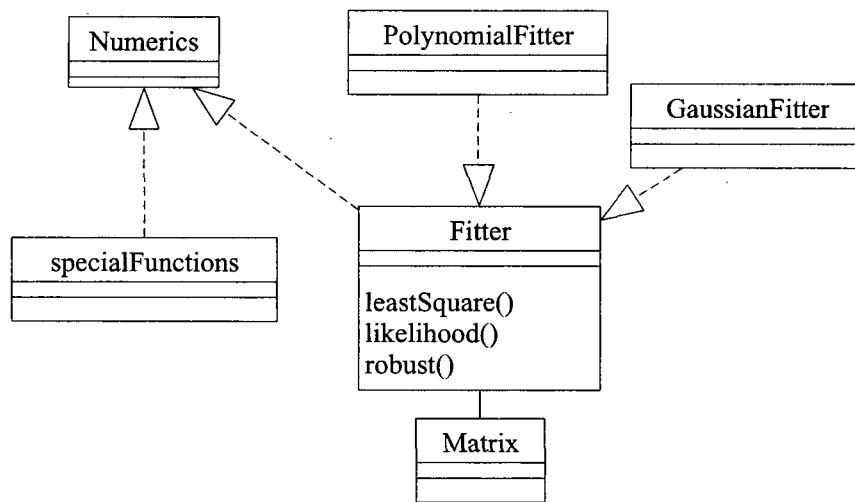 Numerics
PolynomialFitter
GaussianFitter
specialFunctions
Fitter
leastSquare()
likelihood()
robust()
Matrix